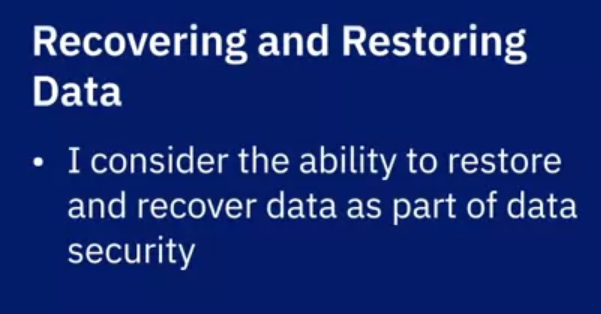 Recovering and Restoring
Data
• I consider the ability to restore
and recover data as part of data
security